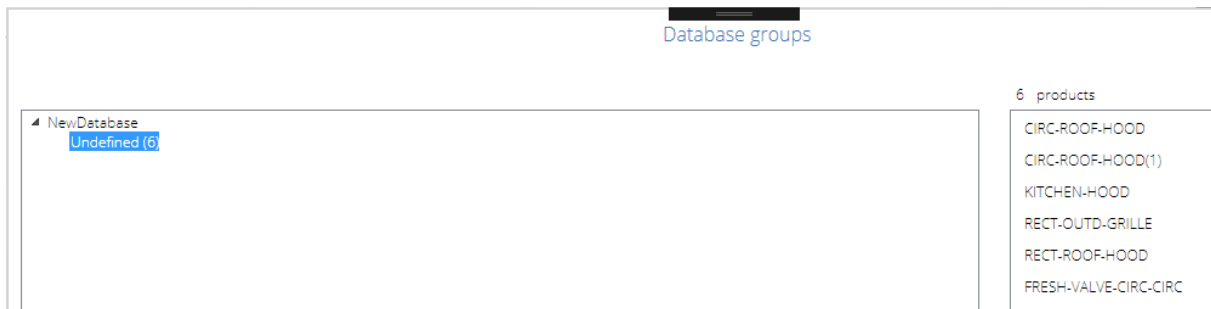 Database groups
6 products
NewDatabase
Undefined (6)
CIRC-ROOF-HOOD
CIRC-ROOF-HOOD(1)
KITCHEN-HOOD
RECT-OUTD-GRILLE
RECT-ROOF-HOOD
FRESH-VALVE-CIRC-CIRC